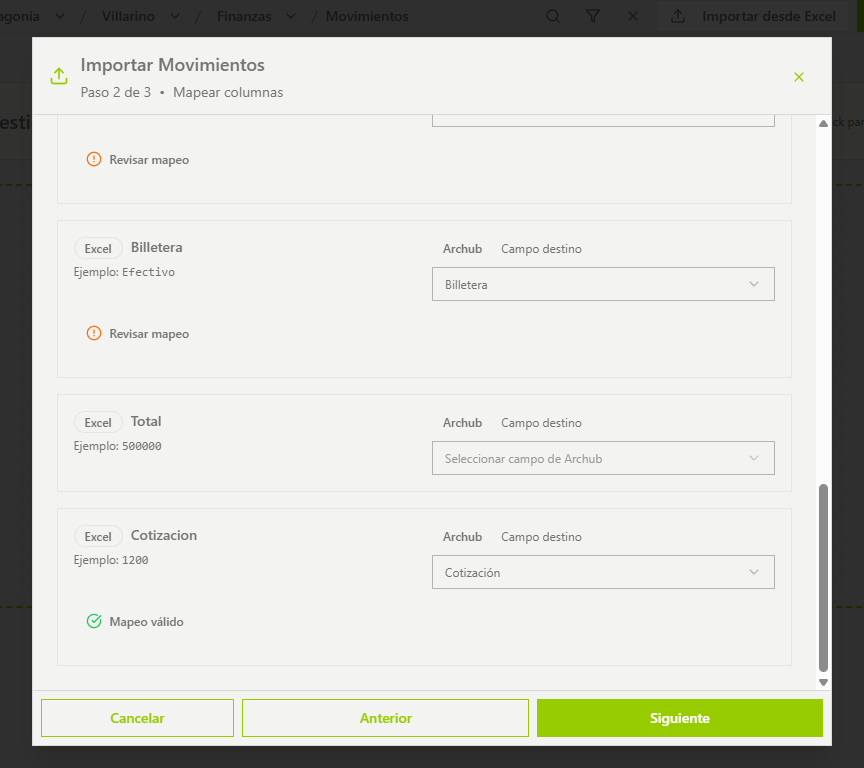 Villarino / Finanzas / Movimientos Importar desde Excel
Importar Movimientos
Paso 2 de 3 • Mapear columnas
Revisar mapeo
Excel Billetera
Archub Campo destino
Ejemplo: Efectivo
Billetera
Revisar mapeo
Excel Total
Archub Campo destino
Ejemplo: 500000
Seleccionar campo de Archub
Excel Cotizacion
Archub Campo destino
Ejemplo: 1200
Cotización
Mapeo válido
Cancelar
Anterior
Siguiente